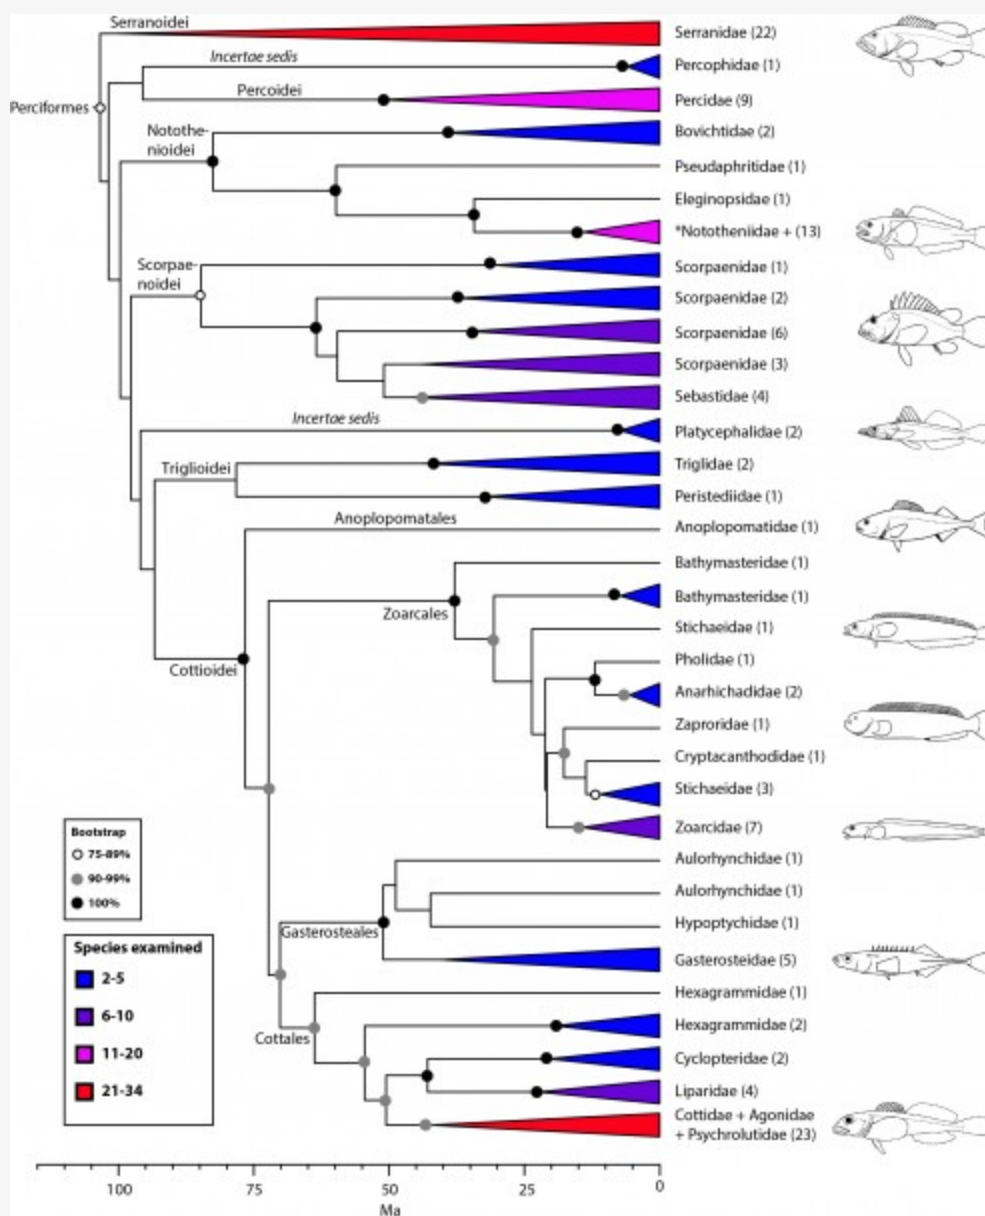 Serranoidei
Serranidae (22)
Incertae sedis
Percophidae (1)
Percoidei
Percidae (9)
Perciformes
Notothe-
nioidei
Bovichtidae (2)
Pseudaphritidae (1)
Eleginopsidae (1)
*Nototheniidae + (13)
Scorpae-
noidei
Scorpaenidae (1)
Scorpaenidae (2)
Scorpaenidae (6)
Scorpaenidae (3)
Sebastidae (4)
Incertae sedis
Platycephalidae (2)
Triglioidei
Triglidae (2)
Peristediidae (1)
Anoplopomatales
Anoplopomatidae (1)
Bathymasteridae (1)
Bathymasteridae (1)
Zoarcales
Stichaeidae (1)
Pholidae (1)
Cottioidei
Anarhichadidae (2)
Zaproridae (1)
Cryptacanthodidae (1)
Stichaeidae (3)
Zoarcidae (7)
Bootstrap
75-89%
90-99%
100%
Aulorhynchidae (1)
Aulorhynchidae (1)
Hypoptychidae (1)
Gasterosteales
Gasterosteidae (5)
Species examined
2-5
6-10
11-20
21-34
Hexagrammidae (1)
Hexagrammidae (2)
Cottales
Cyclopteridae (2)
Liparidae (4)
Cottidae + Agonidae
+ Psychrolutidae (23)
100 75 50 25 0
Ma